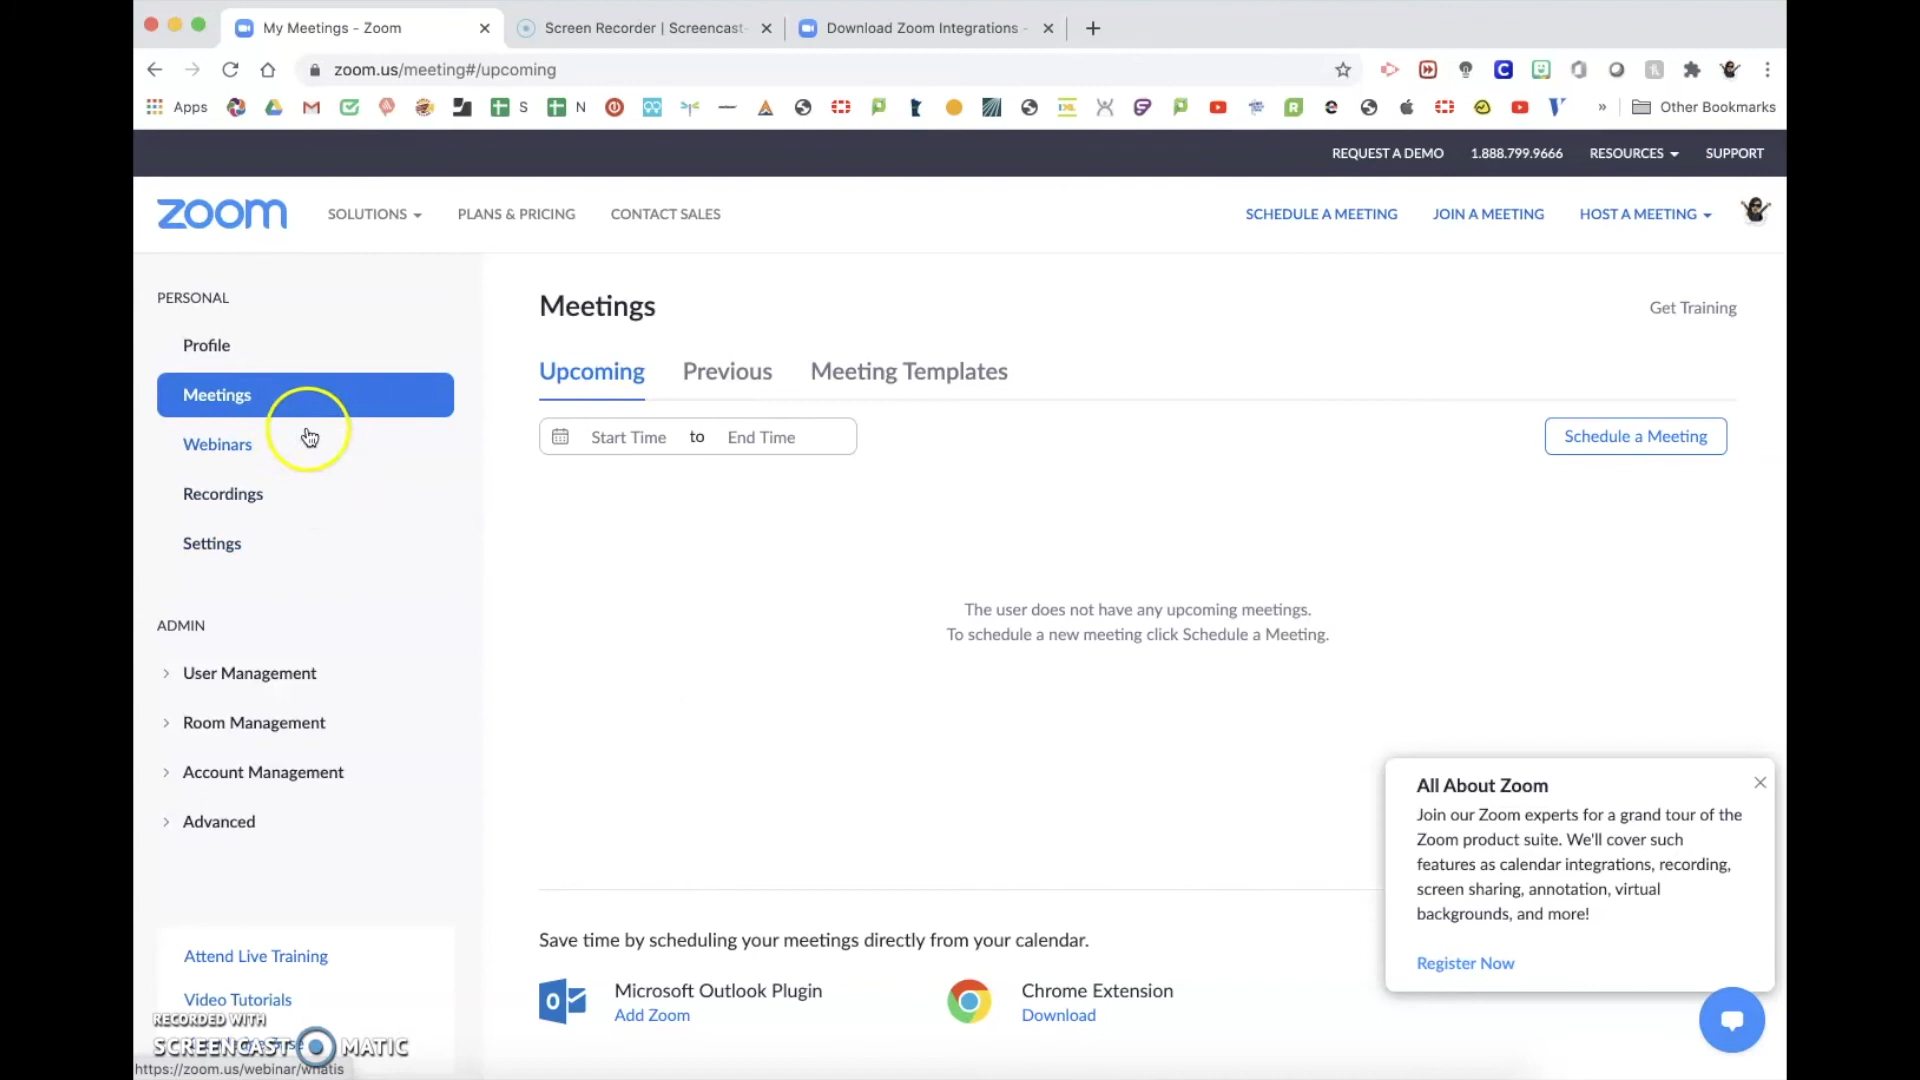 My Meetings - Zoom
Screen Recorder | Screencast-
Download Zoom Integrations -
zoom.us/meeting#/upcoming
Apps
S
N
Other Bookmarks
REQUEST A DEMO 1.888.799.9666 RESOURCES SUPPORT
zoom SOLUTIONS PLANS & PRICING CONTACT SALES SCHEDULE A MEETING JOIN A MEETING HOST A MEETING
PERSONAL
Profile
Meetings
Webinars
Recordings
Settings
ADMIN
User Management
Room Management
Account Management
Advanced
Attend Live Training
Video Tutorials
Meetings
Get Training
Upcoming Previous Meeting Templates
Start Time to End Time
Schedule a Meeting
The user does not have any upcoming meetings.
To schedule a new meeting click Schedule a Meeting.
Save time by scheduling your meetings directly from your calendar.
Microsoft Outlook Plugin
Add Zoom
Chrome Extension
Download
All About Zoom
Join our Zoom experts for a grand tour of the
Zoom product suite. We'll cover such
features as calendar integrations, recording,
screen sharing, annotation, virtual
backgrounds, and more!
Register Now
RECORDED WITH
SCREENCAST MATIC
https://zoom.us/webinar/whatis